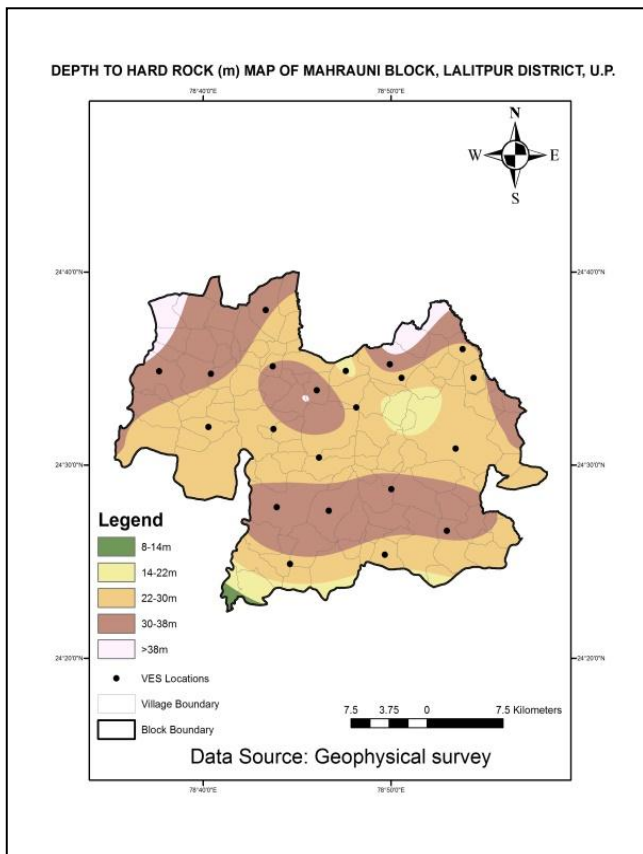 DEPTH TO HARD ROCK (m) MAP OF MAHRAUNI BLOCK, LALITPUR DISTRICT, U.P.
78°40'0"E 78°50'0"E
N
W E
S
24°40'0"N 24°40'0"N
24°30'0"N 24°30'0"N
Legend
8-14m
14-22m
22-30m
30-38m
>38m
VES Locations
Village Boundary
Block Boundary
24°20'0"N 24°20'0"N
7.5 3.75 0 7.5 Kilometers
Data Source: Geophysical survey
78°40'0"E 78°50'0"E